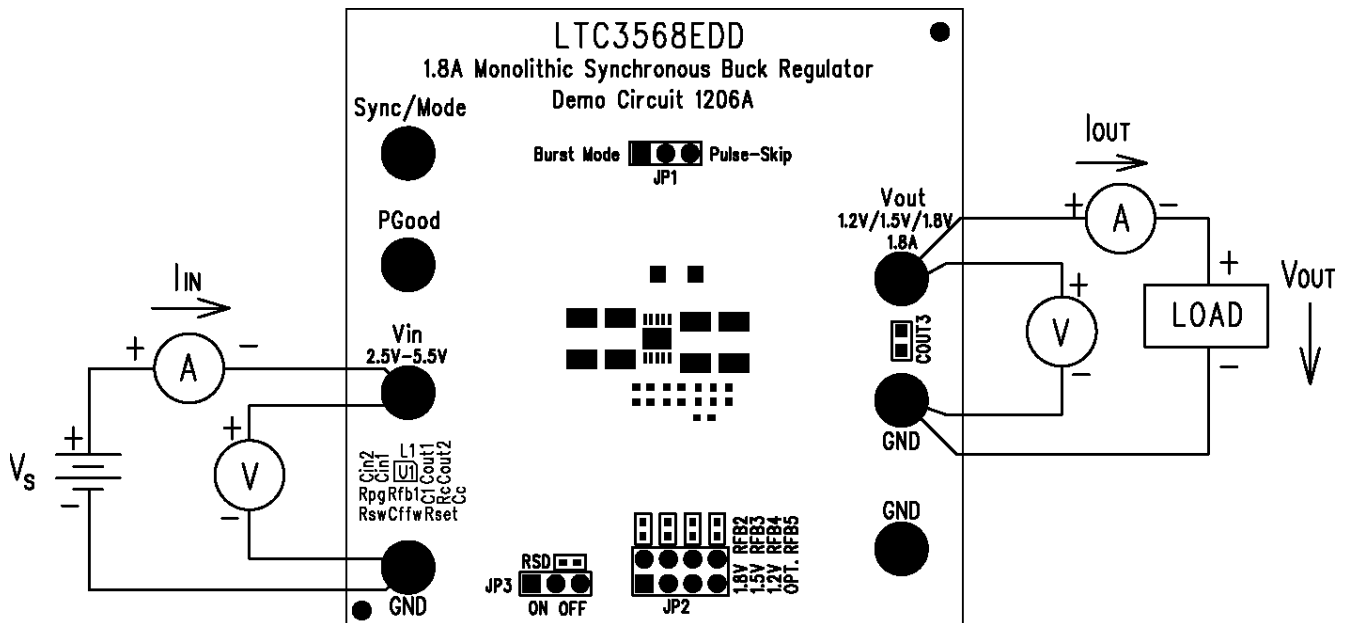 LTC3568EDD
1.8A Monolithic Synchronous Buck Regulator
Demo Circuit 1206A
Sync/Mode
Burst Mode
Pulse-Skip
JP1
PGood
Vin
2.5V-5.5V
IIN
+
A
-
+
V
-
VS
+
-
GND
Cin2
Cin1
L1
U1
Cout1
Cout2
Rpg
Rfb1
C1
Rc
Cc
Rsw
Cffw
Rset
Vout
1.2V/1.5V/1.8V
1.8A
IOUT
+
A
-
+
V
-
+
LOAD
-
VOUT
COUT3
GND
GND
RSD
JP3
ON OFF
JP2
1.8V RFB2
1.5V RFB3
1.2V RFB4
OPT. RFB5